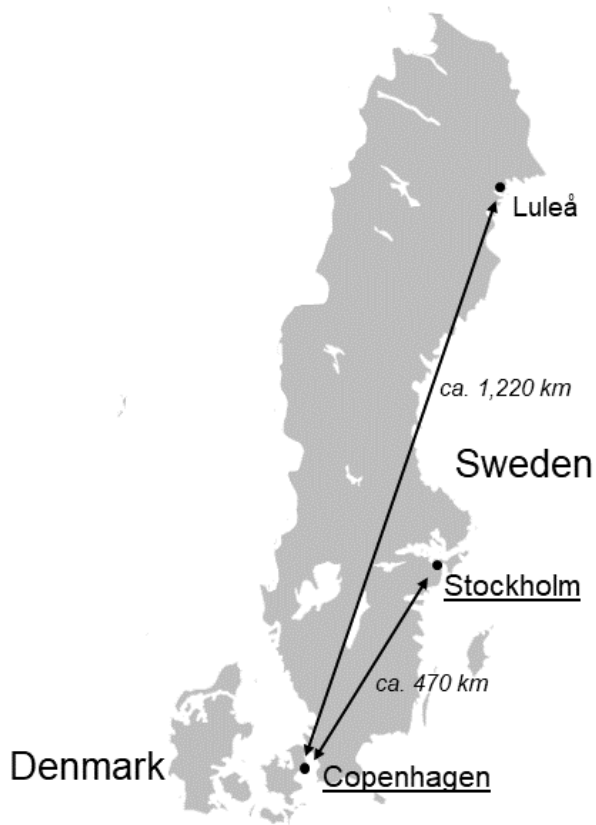 Luleå
ca. 1,220 km
Sweden
Stockholm
ca. 470 km
Denmark
Copenhagen